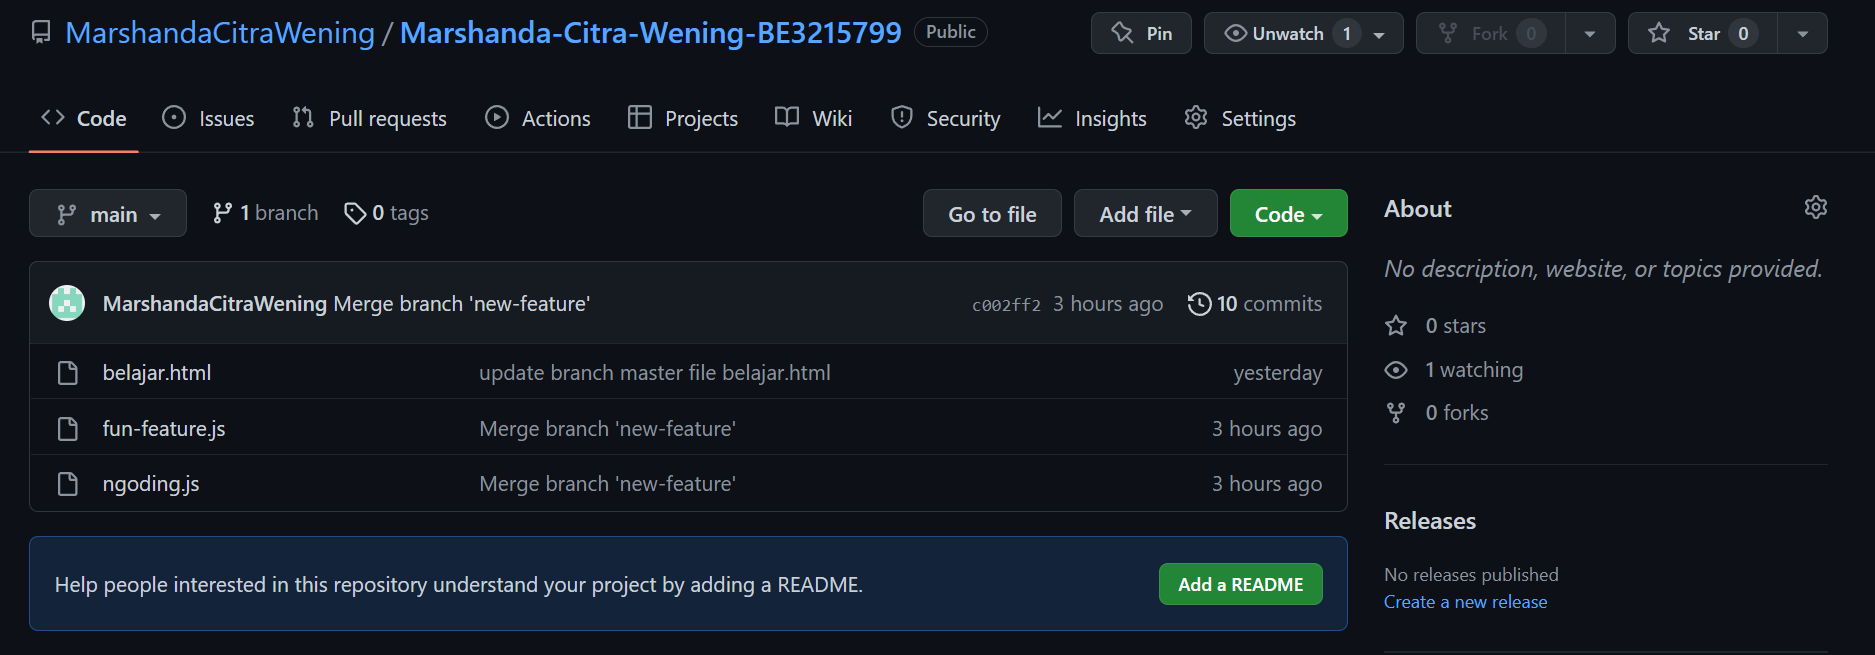 MarshandaCitraWening / Marshanda-Citra-Wening-BE3215799 Public Pin Unwatch 1 Fork 0 Star 0
Code Issues Pull requests Actions Projects Wiki Security Insights Settings
main 1 branch 0 tags Go to file Add file Code
MarshandaCitraWening Merge branch 'new-feature' c002ff2 3 hours ago 10 commits
belajar.html update branch master file belajar.html yesterday
fun-feature.js Merge branch 'new-feature' 3 hours ago
ngoding.js Merge branch 'new-feature' 3 hours ago
Help people interested in this repository understand your project by adding a README. Add a README
About
No description, website, or topics provided.
0 stars
1 watching
0 forks
Releases
No releases published
Create a new release